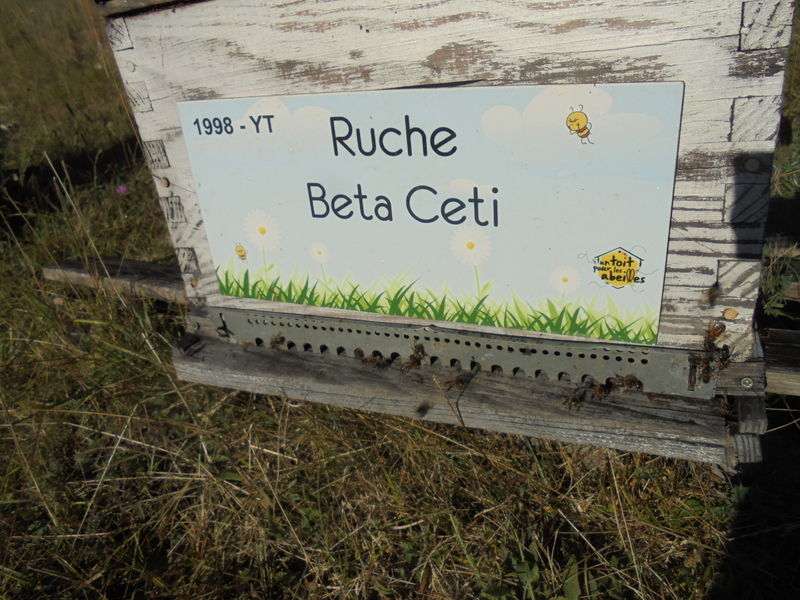 1998 - YT
Ruche
Beta Ceti
un toit
pour les
abeilles